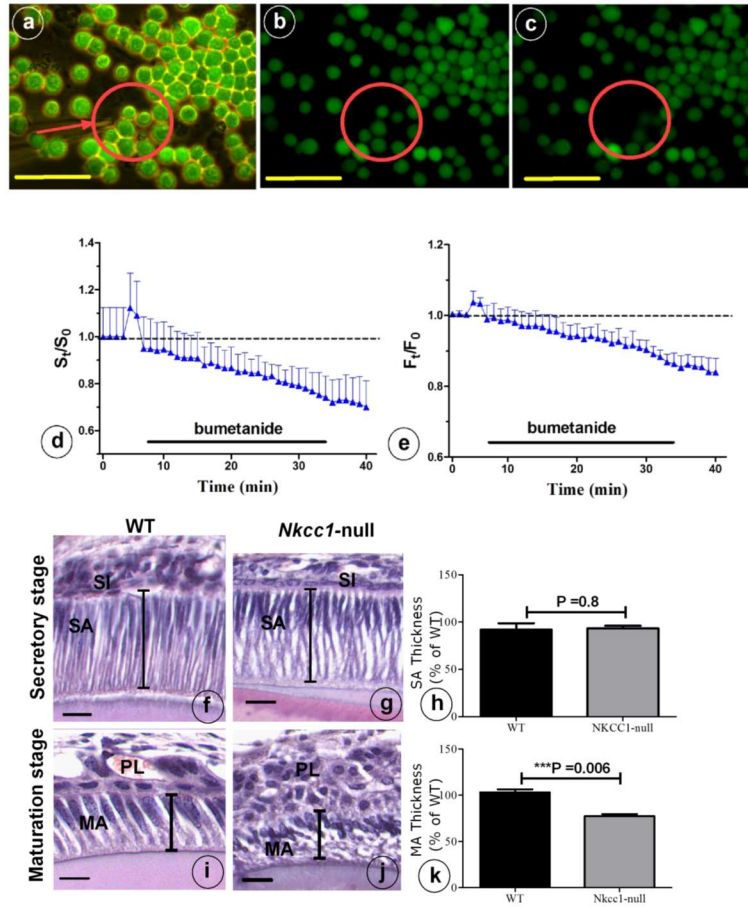 a
b
c
1.4
1.2
1.0
0.8
0.6
St/S0
0
10
20
30
40
bumetanide
d
Time (min)
1.2
1.0
0.8
0.6
Ft/F0
0
10
20
30
40
bumetanide
e
Time (min)
WT
Nkcc1-null
Secretory stage
SI
SA
f
SI
SA
g
SA Thickness
(% of WT)
150
100
50
P =0.8
WT
NKCC1-null
h
Maturation stage
PL
MA
i
PL
MA
j
MA Thickness
(% of WT)
150
100
50
***P =0.006
WT
Nkcc1-null
k